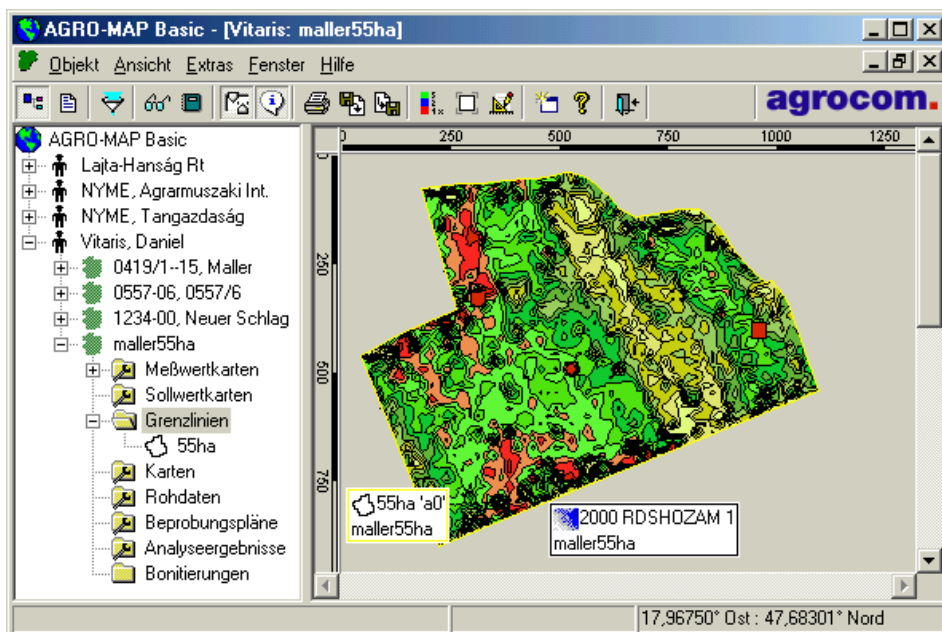 AGRO-MAP Basic - [Vitaris: maller55ha]
Objekt Ansicht Extras Fenster Hilfe
agrocom.
AGRO-MAP Basic
Lajta-Hanság Rt
NYME, Agrarmuszaki Int.
NYME, Tangazdaság
Vitaris, Daniel
0419/1--15, Maller
0557-06, 0557/6
1234-00, Neuer Schlag
maller55ha
Meßwertkarten
Sollwertkarten
Grenzlinien
55ha
Karten
Rohdaten
Beprobungspläne
Analyseergebnisse
Bonitierungen
0 250 500 750 1000 1250
0
250
500
750
55ha 'a0'
maller55ha
2000 RDSHOZAM 1
maller55ha
17,96750° Ost : 47,68301° Nord